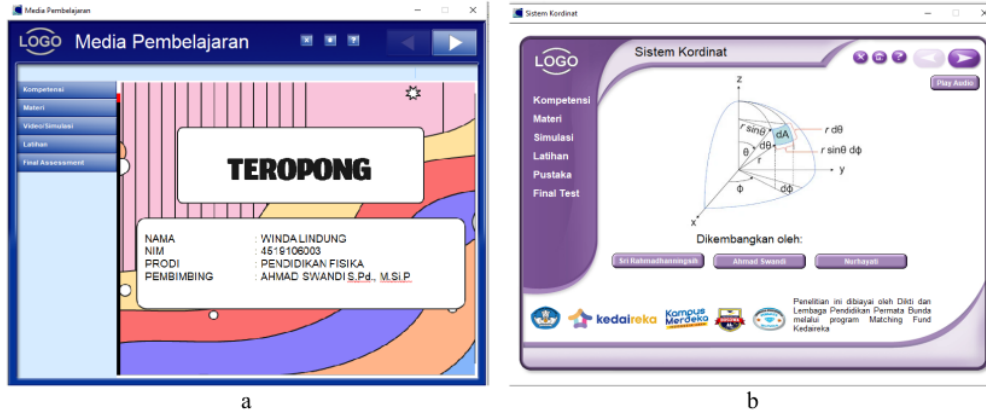 Media Pembelajaran
LOGO
Media Pembelajaran
?
Kompetensi
Materi
Video/Simulasi
Latihan
Final Assessment
TEROPONG
NAMA : WINDA LINDUNG
NIM : 4519106003
PRODI : PENDIDIKAN FISIKA
PEMBIMBING : AHMAD SWANDI S.Pd., M.Si.P
a
Sistem Kordinat
LOGO
Sistem Kordinat
?
Play Audio
Kompetensi
Materi
Simulasi
Latihan
Pustaka
Final Test
z
r sinθ
dA
r dθ
θ
dθ
r
r sinθ dϕ
y
ϕ
dϕ
x
Dikembangkan oleh:
Sri Rahmadhanningsih
Ahmad Swandi
Nurhayati
kedaireka
Kampus
Merdeka
Penelitian ini dibiayai oleh Dikti dan
Lembaga Pendidikan Permata Bunda
melalui program Matching Fund
Kedaireka
b